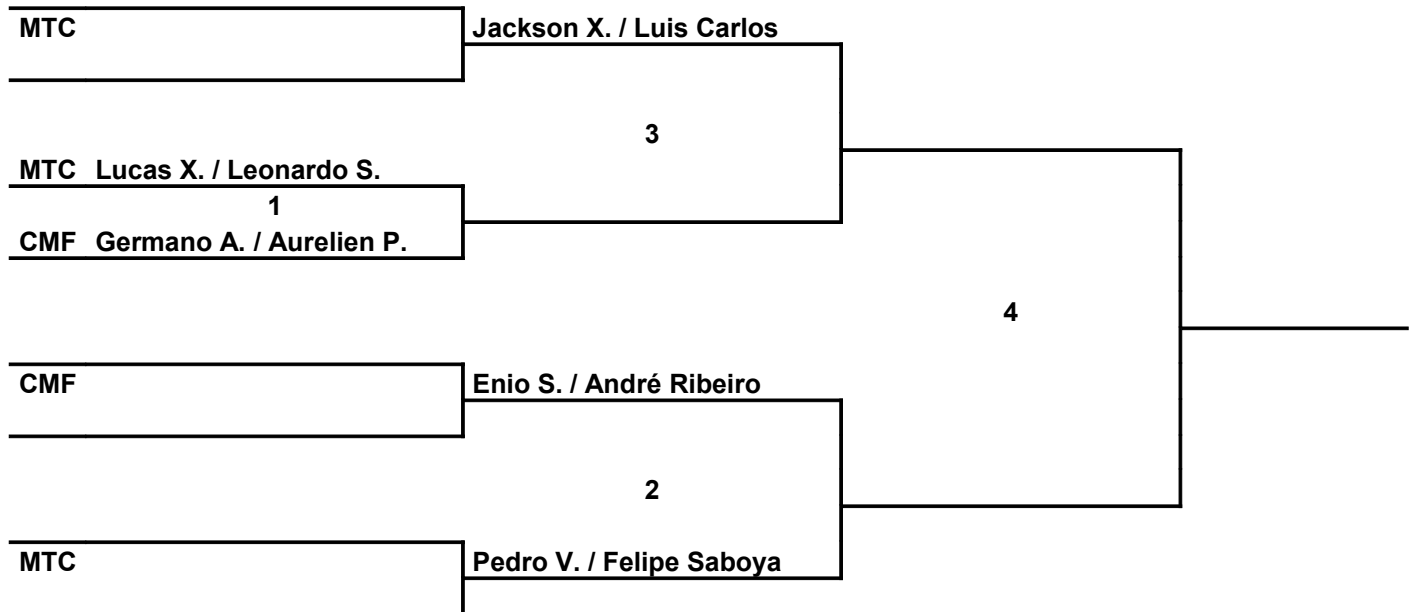 MTC Jackson X. / Luis Carlos
3
MTC Lucas X. / Leonardo S.
1
CMF Germano A. / Aurelien P.
4
CMF Enio S. / André Ribeiro
2
MTC Pedro V. / Felipe Saboya